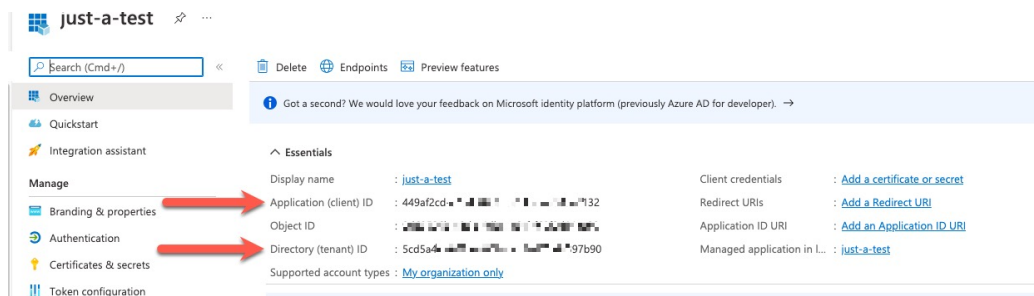 just-a-test
Search (Cmd+/)
Overview
Quickstart
Integration assistant
Manage
Branding & properties
Authentication
Certificates & secrets
Token configuration
Delete Endpoints Preview features
Got a second? We would love your feedback on Microsoft identity platform (previously Azure AD for developer). →
Essentials
Display name : just-a-test
Application (client) ID : 449af2cd- 132
Object ID :
Directory (tenant) ID : 5cd5a4 97b90
Supported account types : My organization only
Client credentials : Add a certificate or secret
Redirect URIs : Add a Redirect URI
Application ID URI : Add an Application ID URI
Managed application in l... : just-a-test